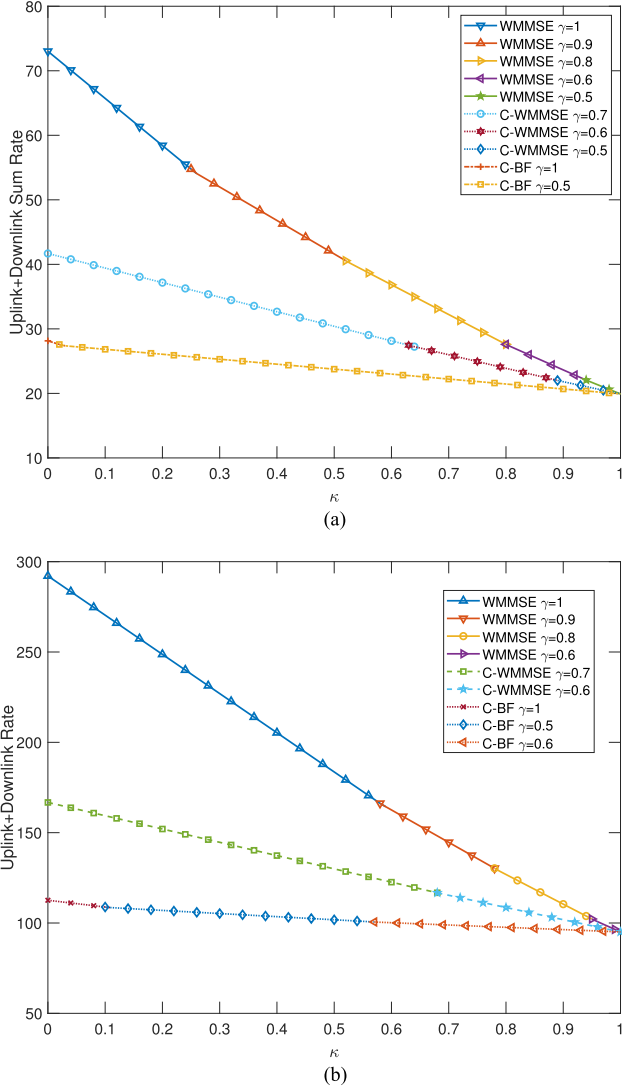 80
70
60
50
40
30
20
10
Uplink+Downlink Sum Rate
WMMSE γ=1
WMMSE γ=0.9
WMMSE γ=0.8
WMMSE γ=0.6
WMMSE γ=0.5
C-WMMSE γ=0.7
C-WMMSE γ=0.6
C-WMMSE γ=0.5
C-BF γ=1
C-BF γ=0.5
0 0.1 0.2 0.3 0.4 0.5 0.6 0.7 0.8 0.9 1
κ
(a)
300
250
200
150
100
50
Uplink+Downlink Rate
WMMSE γ=1
WMMSE γ=0.9
WMMSE γ=0.8
WMMSE γ=0.6
C-WMMSE γ=0.7
C-WMMSE γ=0.6
C-BF γ=1
C-BF γ=0.5
C-BF γ=0.6
0 0.1 0.2 0.3 0.4 0.5 0.6 0.7 0.8 0.9 1
κ
(b)